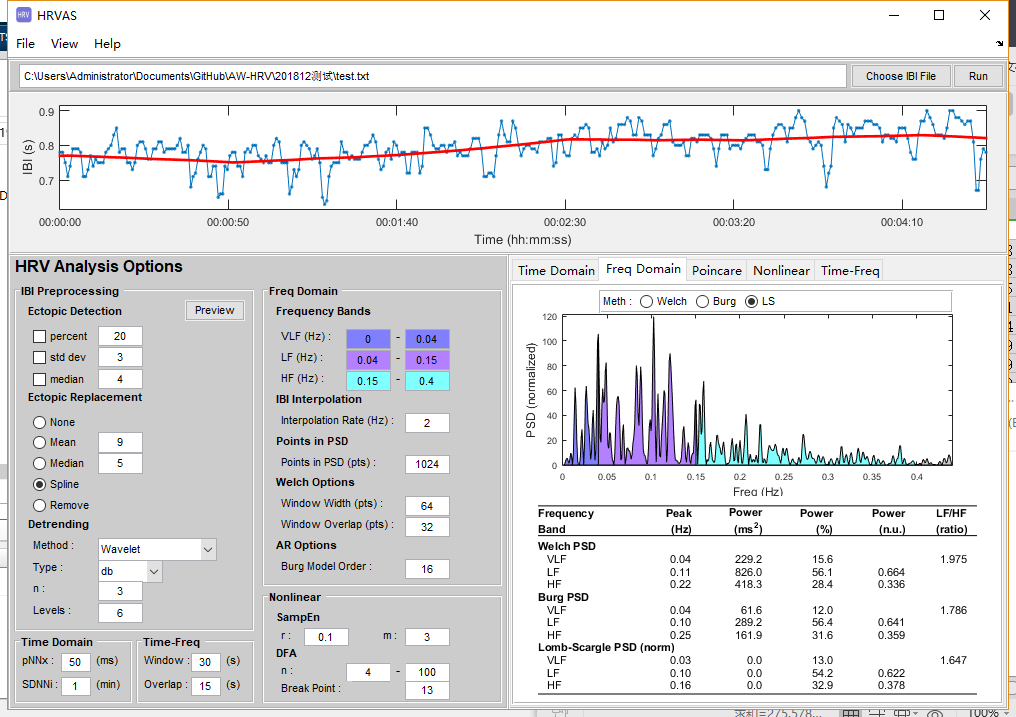 HRV HRVAS
File View Help
C:\Users\Administrator\Documents\GitHub\AW-HRV\201812测试\test.txt Choose IBI File Run
0.9
0.8
0.7
IBI (s)
00:00:00 00:00:50 00:01:40 00:02:30 00:03:20 00:04:10
Time (hh:mm:ss)
HRV Analysis Options
IBI Preprocessing
Ectopic Detection Preview
percent 20
std dev 3
median 4
Ectopic Replacement
None
Mean 9
Median 5
Spline
Remove
Detrending
Method : Wavelet
Type : db
n : 3
Levels : 6
Time Domain
pNNx : 50 (ms)
SDNNi : 1 (min)
Time-Freq
Window : 30 (s)
Overlap : 15 (s)
Freq Domain
Frequency Bands
VLF (Hz) : 0 - 0.04
LF (Hz) : 0.04 - 0.15
HF (Hz) : 0.15 - 0.4
IBI Interpolation
Interpolation Rate (Hz) : 2
Points in PSD
Points in PSD (pts) : 1024
Welch Options
Window Width (pts) : 64
Window Overlap (pts) : 32
AR Options
Burg Model Order : 16
Nonlinear
SampEn
r : 0.1 m : 3
DFA
n : 4 - 100
Break Point : 13
Time Domain Freq Domain Poincare Nonlinear Time-Freq
Meth : Welch Burg LS
120
100
80
60
40
20
0
PSD (normalized)
0 0.05 0.1 0.15 0.2 0.25 0.3 0.35 0.4
Freq (Hz)
Frequency Peak Power Power Power LF/HF
Band (Hz) (ms2) (%) (n.u.) (ratio)
Welch PSD
VLF 0.04 229.2 15.6 1.975
LF 0.11 826.0 56.1 0.664
HF 0.22 418.3 28.4 0.336
Burg PSD
VLF 0.04 61.6 12.0 1.786
LF 0.10 289.2 56.4 0.641
HF 0.25 161.9 31.6 0.359
Lomb-Scargle PSD (norm)
VLF 0.03 0.0 13.0 1.647
LF 0.10 0.0 54.2 0.622
HF 0.16 0.0 32.9 0.378
100%